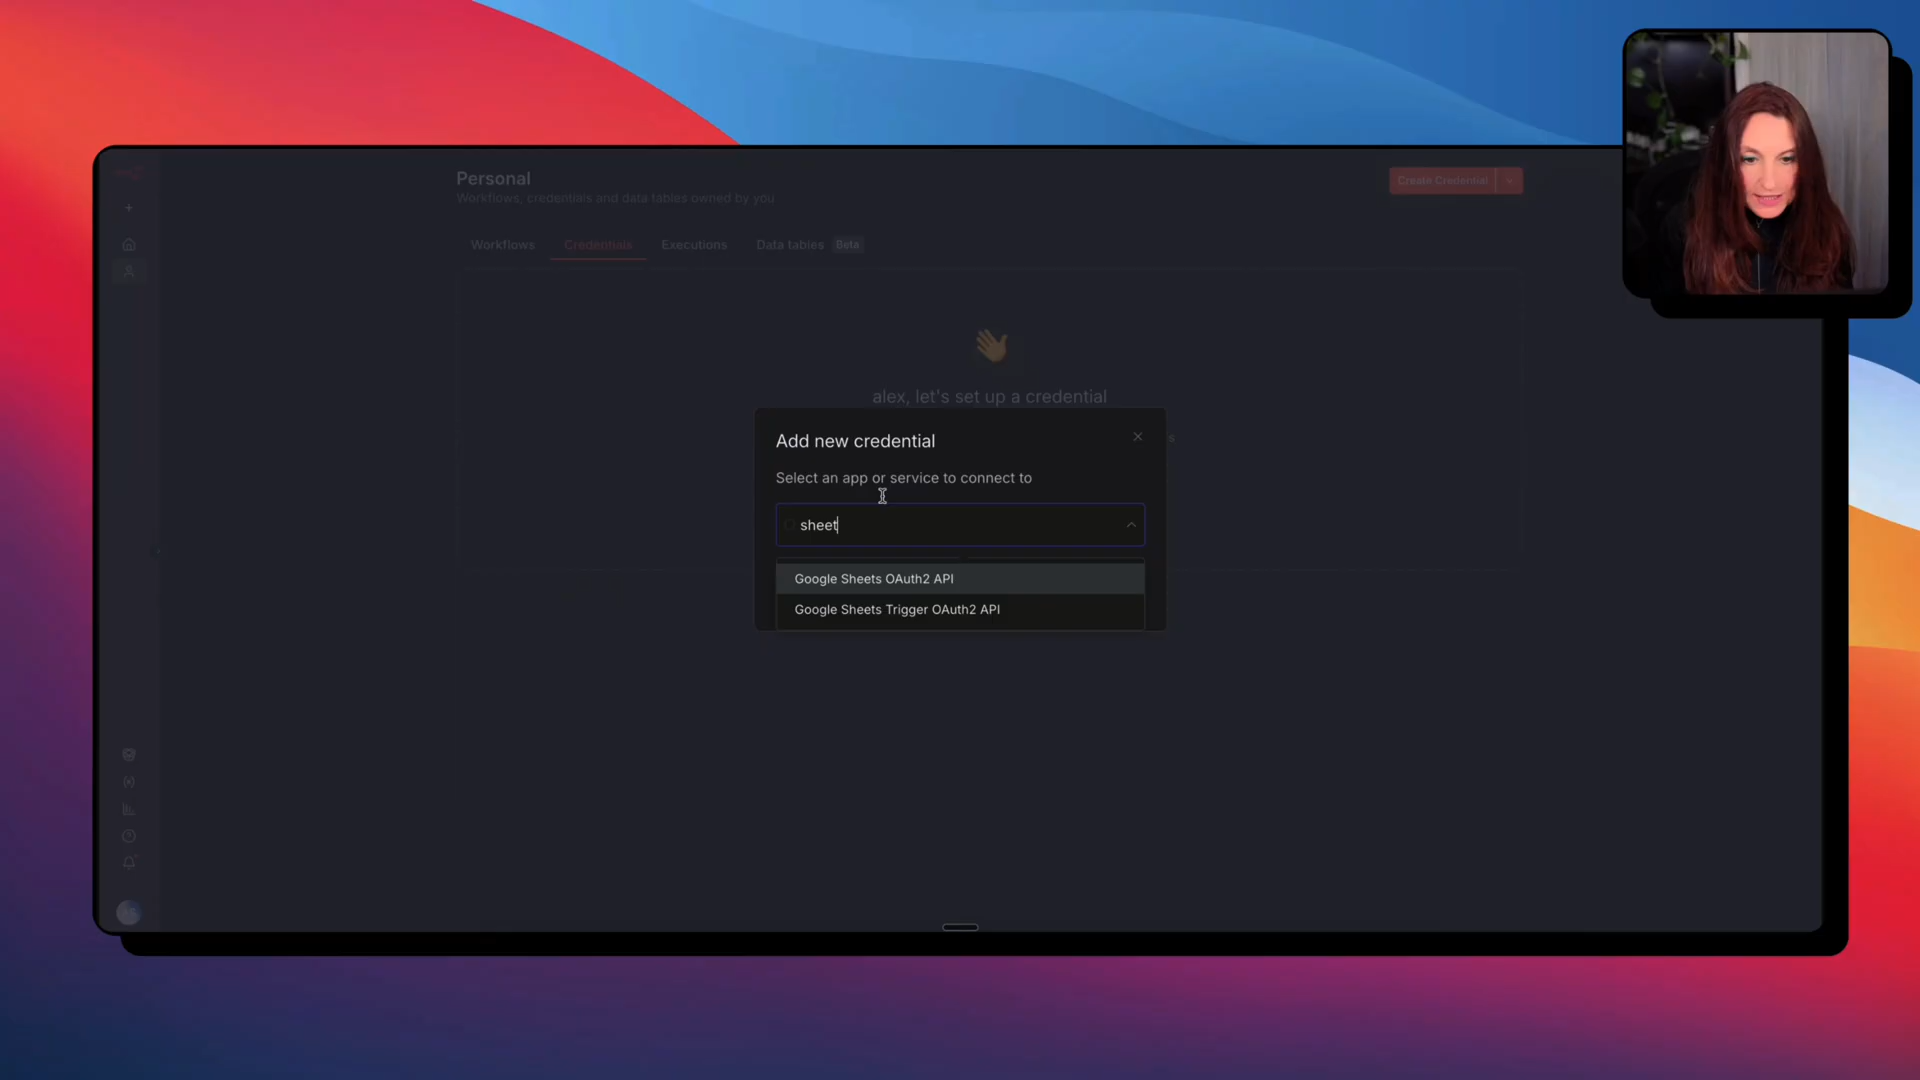 Personal
Workflows, credentials and data tables owned by you
Create Credential
Workflows
Credentials
Executions
Data tables
Beta
alex, let's set up a credential
Add new credential
Select an app or service to connect to
sheet
Google Sheets OAuth2 API
Google Sheets Trigger OAuth2 API